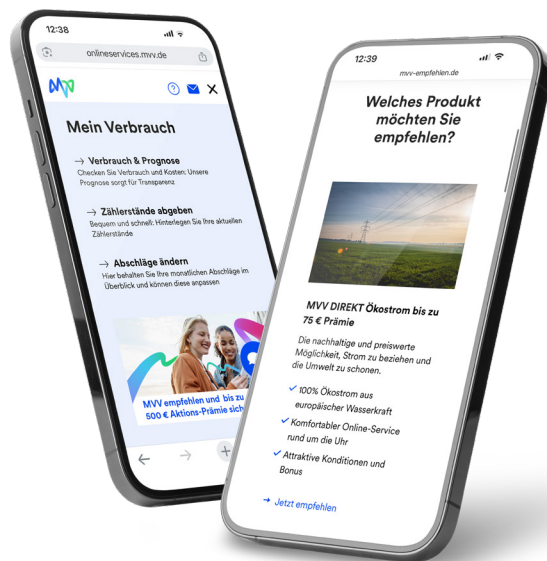 12:38
onlineservices.mvv.de
Mein Verbrauch
→ Verbrauch & Prognose
Checken Sie Verbrauch und Kosten: Unsere
Prognose sorgt für Transparenz
→ Zählerstände abgeben
Bequem und schnell: Hinterlegen Sie Ihre aktuellen
Zählerstände
→ Abschläge ändern
Hier behalten Sie Ihre monatlichen Abschläge im
Überblick und können diese anpassen
MVV empfehlen und bis zu
500 € Aktions-Prämie sich
12:39
mvv-empfehlen.de
Welches Produkt
möchten Sie
empfehlen?
MVV DIREKT Ökostrom bis zu
75 € Prämie
Die nachhaltige und preiswerte
Möglichkeit, Strom zu beziehen und
die Umwelt zu schonen.
✓ 100% Ökostrom aus
europäischer Wasserkraft
✓ Komfortabler Online-Service
rund um die Uhr
✓ Attraktive Konditionen und
Bonus
→ Jetzt empfehlen